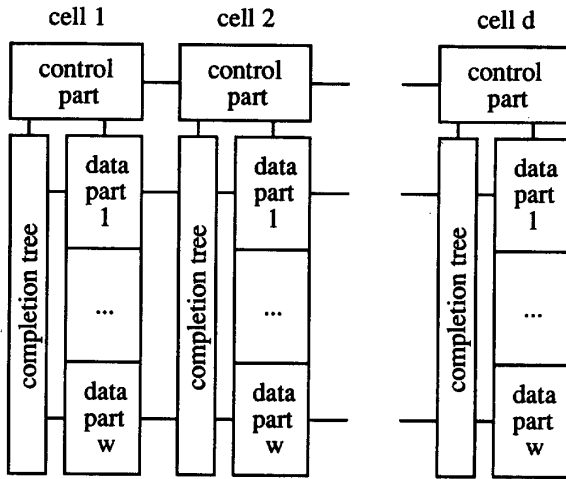 cell 1
cell 2
cell d
control
part
control
part
control
part
completion tree
data
part
1
...
data
part
w
completion tree
data
part
1
...
data
part
w
completion tree
data
part
1
...
data
part
w